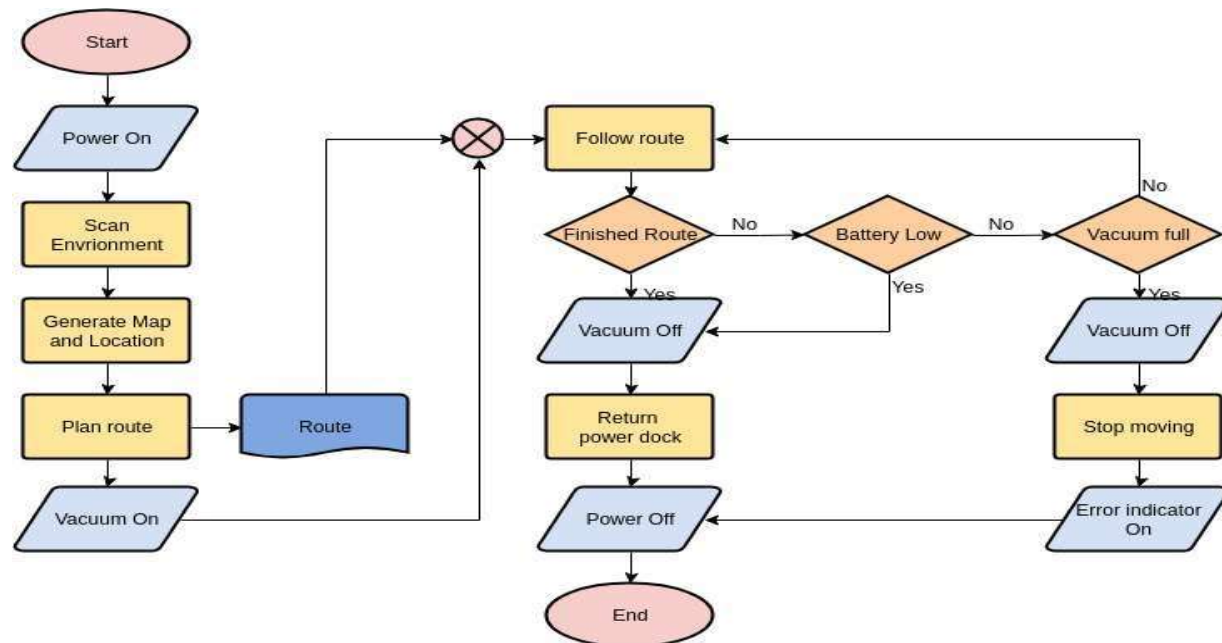 Start
Power On
Scan
Envrionment
Generate Map
and Location
Plan route
Route
Vacuum On
Follow route
Finished Route
No
Battery Low
No
Vacuum full
No
Yes
Yes
Yes
Vacuum Off
Vacuum Off
Return
power dock
Stop moving
Power Off
Error indicator
On
End